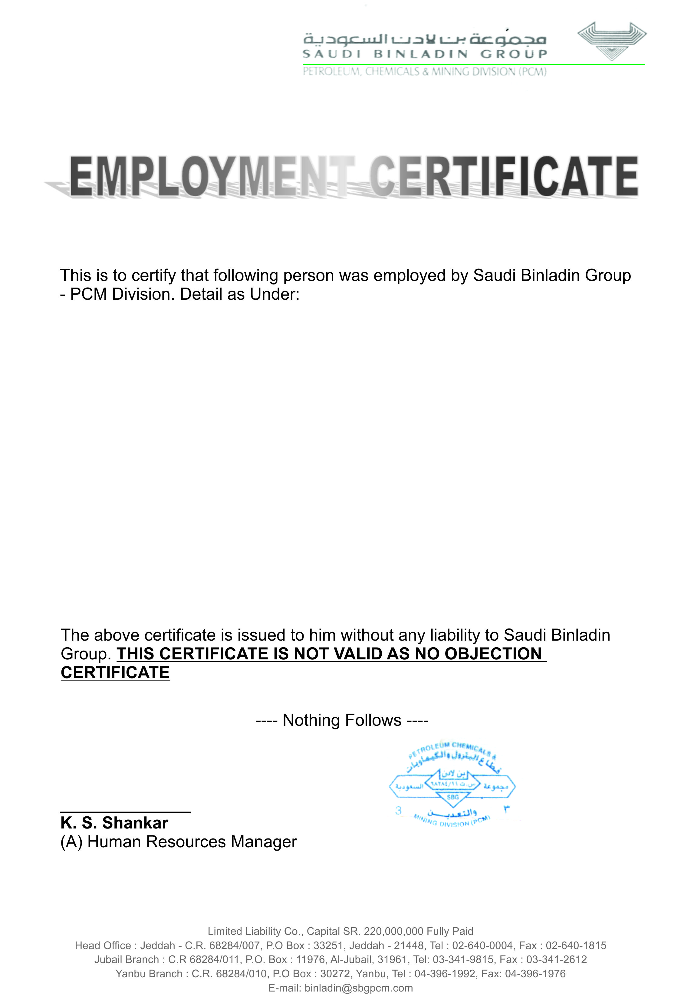 مجموعة بن لادن السعودية
SAUDI BINLADIN GROUP
PETROLEUM, CHEMICALS & MINING DIVISION (PCM)
EMPLOYMENT CERTIFICATE
This is to certify that following person was employed by Saudi Binladin Group
- PCM Division. Detail as Under:
The above certificate is issued to him without any liability to Saudi Binladin
Group. THIS CERTIFICATE IS NOT VALID AS NO OBJECTION
CERTIFICATE
---- Nothing Follows ----
PETROLEUM CHEMICALS &
قطاع البترول والكيماويات
بن لادن
مجموعة س.ت ٦٨٢٨٤/١١ السعودية
SBG
3 والتعدين ٣
MINING DIVISION (PCM)
K. S. Shankar
(A) Human Resources Manager
Limited Liability Co., Capital SR. 220,000,000 Fully Paid
Head Office : Jeddah - C.R. 68284/007, P.O Box : 33251, Jeddah - 21448, Tel : 02-640-0004, Fax : 02-640-1815
Jubail Branch : C.R 68284/011, P.O. Box : 11976, Al-Jubail, 31961, Tel: 03-341-9815, Fax : 03-341-2612
Yanbu Branch : C.R. 68284/010, P.O Box : 30272, Yanbu, Tel : 04-396-1992, Fax: 04-396-1976
E-mail: binladin@sbgpcm.com